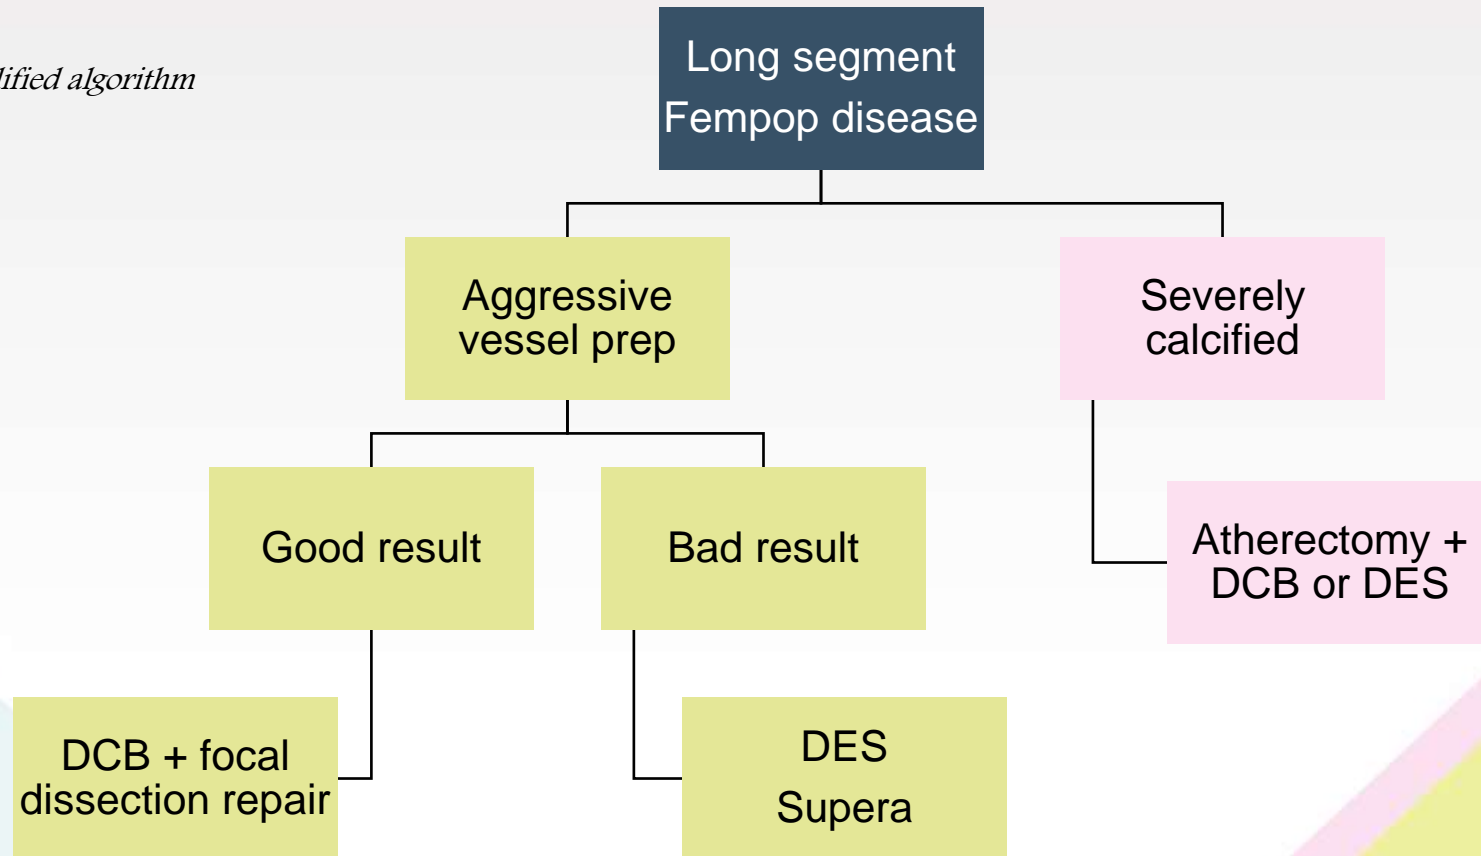 algorithm
Long segment
Fempop disease
Aggressive
vessel prep
Severely
calcified
Good result
Bad result
Atherectomy +
DCB or DES
DCB + focal
dissection repair
DES
Supera